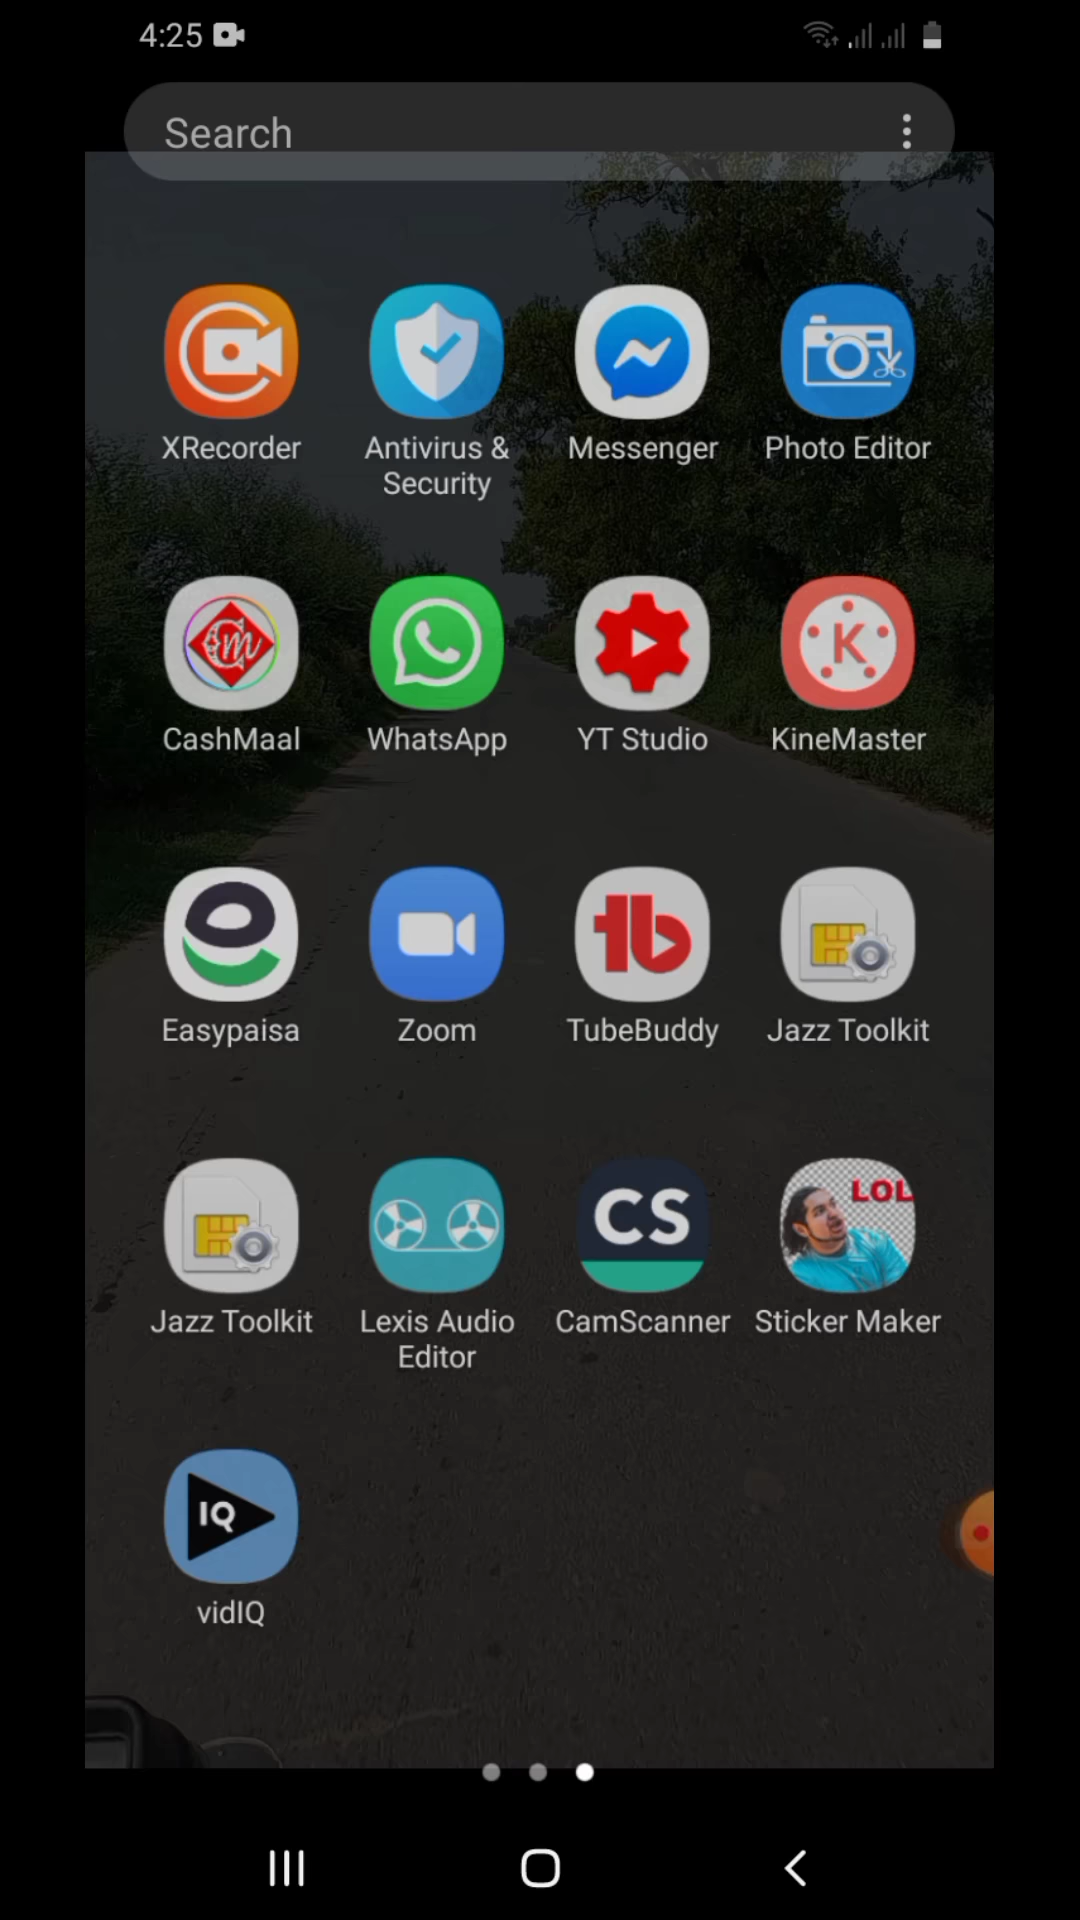 4:25
Search
XRecorder
Antivirus &
Security
Messenger
Photo Editor
CashMaal
WhatsApp
YT Studio
K
KineMaster
Easypaisa
Zoom
tb
TubeBuddy
Jazz Toolkit
Jazz Toolkit
Lexis Audio
Editor
CS
CamScanner
LOL
Sticker Maker
IQ
vidIQ